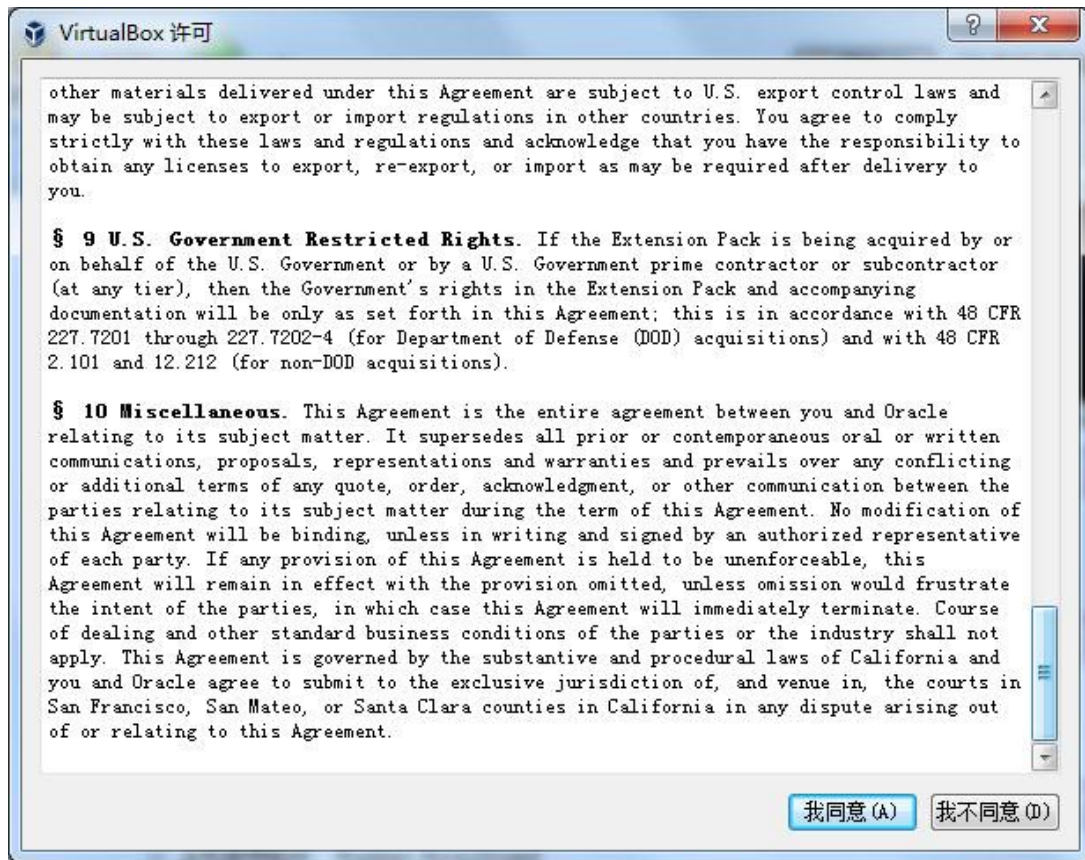 VirtualBox 许可
other materials delivered under this Agreement are subject to U.S. export control laws and
may be subject to export or import regulations in other countries. You agree to comply
strictly with these laws and regulations and acknowledge that you have the responsibility to
obtain any licenses to export, re-export, or import as may be required after delivery to
you.
§ 9 U.S. Government Restricted Rights. If the Extension Pack is being acquired by or
on behalf of the U.S. Government or by a U.S. Government prime contractor or subcontractor
(at any tier), then the Government's rights in the Extension Pack and accompanying
documentation will be only as set forth in this Agreement; this is in accordance with 48 CFR
227.7201 through 227.7202-4 (for Department of Defense (DOD) acquisitions) and with 48 CFR
2.101 and 12.212 (for non-DOD acquisitions).
§ 10 Miscellaneous. This Agreement is the entire agreement between you and Oracle
relating to its subject matter. It supersedes all prior or contemporaneous oral or written
communications, proposals, representations and warranties and prevails over any conflicting
or additional terms of any quote, order, acknowledgment, or other communication between the
parties relating to its subject matter during the term of this Agreement. No modification of
this Agreement will be binding, unless in writing and signed by an authorized representative
of each party. If any provision of this Agreement is held to be unenforceable, this
Agreement will remain in effect with the provision omitted, unless omission would frustrate
the intent of the parties, in which case this Agreement will immediately terminate. Course
of dealing and other standard business conditions of the parties or the industry shall not
apply. This Agreement is governed by the substantive and procedural laws of California and
you and Oracle agree to submit to the exclusive jurisdiction of, and venue in, the courts in
San Francisco, San Mateo, or Santa Clara counties in California in any dispute arising out
of or relating to this Agreement.
我同意(A) 我不同意(D)